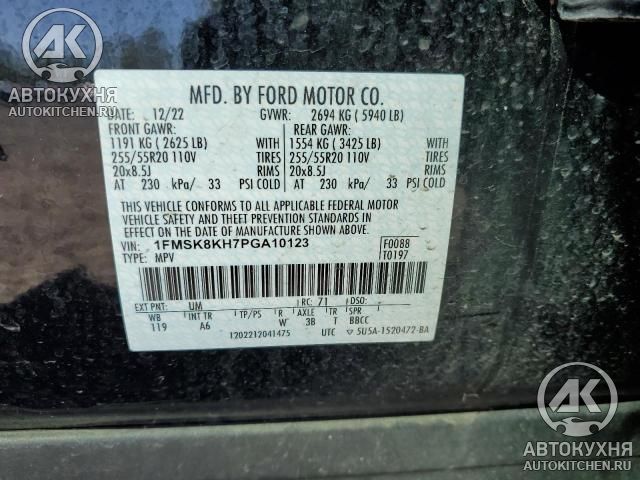 AK
АВТОКУХНЯ
AUTOKITCHEN.RU
MFD. BY FORD MOTOR CO.
DATE: 12/22 GVWR: 2694 KG (5940 LB)
FRONT GAWR: REAR GAWR:
1191 KG (2625 LB) 1554 KG (3425 LB)
255/55R20 110V TIRES 255/55R20 110V TIRES
20x8.5J RIMS 20x8.5J RIMS
AT 230 kPa/ 33 PSI COLD AT 230 kPa/ 33 PSI COLD
THIS VEHICLE CONFORMS TO ALL APPLICABLE FEDERAL MOTOR
VEHICLE SAFETY AND THEFT PREVENTION STANDARDS IN
EFFECT ON THE DATE OF MANUFACTURE SHOWN ABOVE.
VIN: 1FMSK8KH7PGA10123 F0088
TYPE: MPV T0197
EXT PNT: UM RC: 71 DSO:
WB INT TR TP/PS R AXLE TR SPR
119 A6 W 3B T BBCC
1202212041475 UTC 5U5A-1520472-BA
AK
АВТОКУХНЯ
AUTOKITCHEN.RU